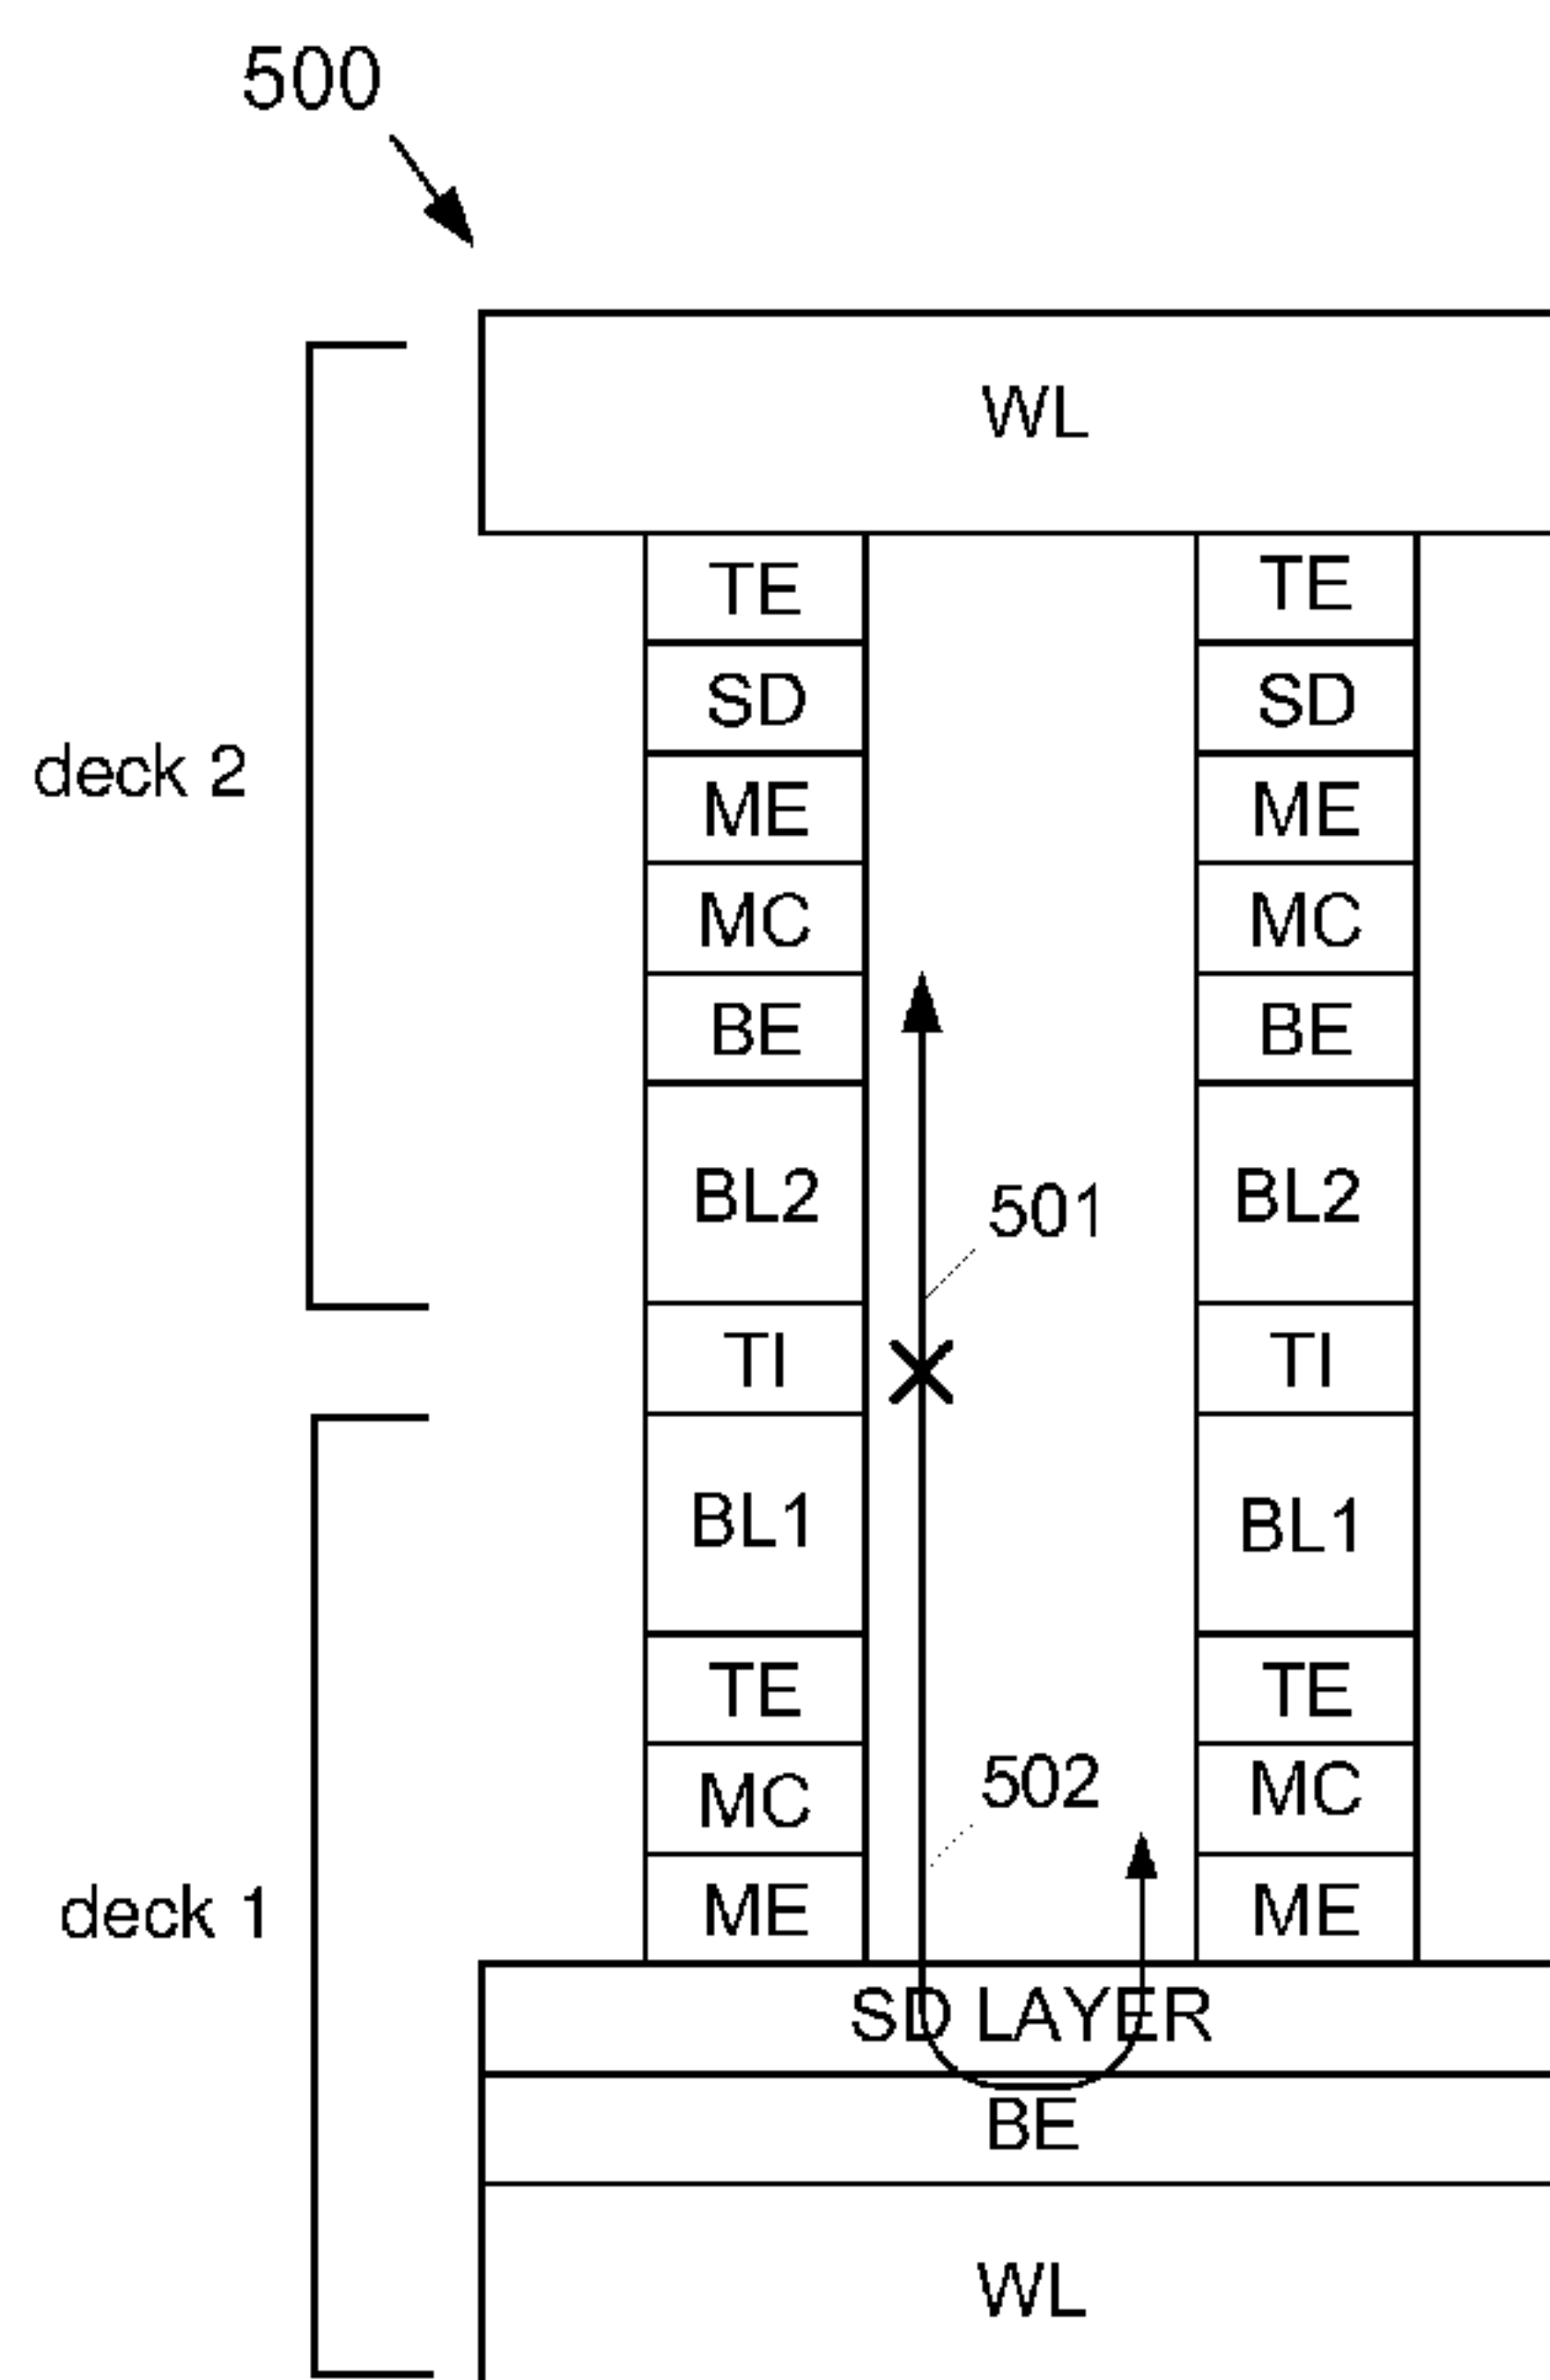 500
WL
TE TE
SD SD
deck 2 ME ME
MC MC
BE BE
BL2 BL2
501
TI TI
BL1 BL1
TE TE
502
MC MC
deck 1 ME ME
SD LAYER
BE
WL